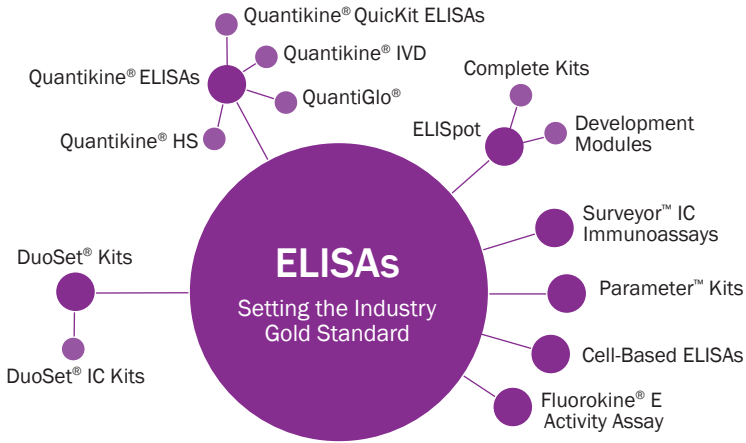 Quantikine® QuicKit ELISAs
Quantikine® IVD
Quantikine® ELISAs
QuantiGlo®
Quantikine® HS
Complete Kits
ELISpot
Development
Modules
Surveyor™ IC
Immunoassays
Parameter™ Kits
Cell-Based ELISAs
Fluorokine® E
Activity Assay
DuoSet® Kits
DuoSet® IC Kits
ELISAs
Setting the Industry
Gold Standard